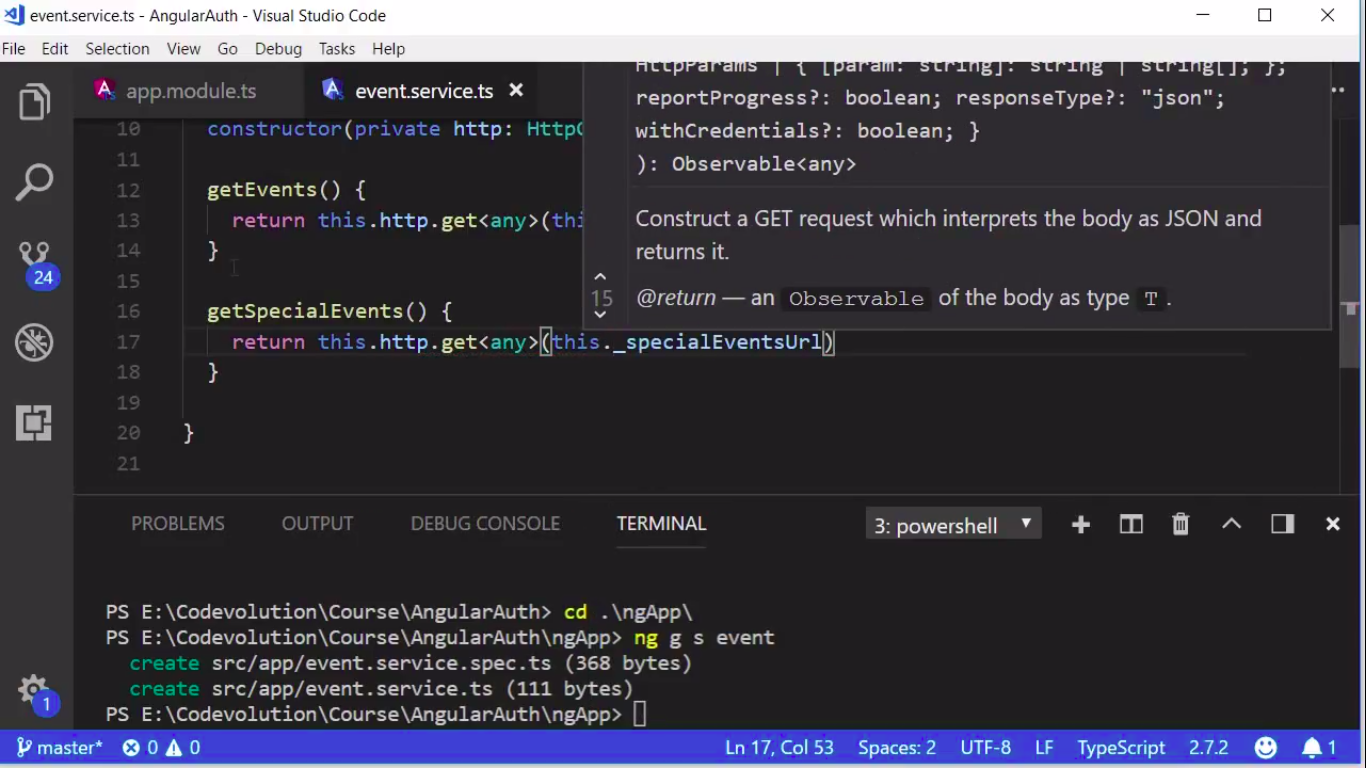 event.service.ts - AngularAuth - Visual Studio Code
File Edit Selection View Go Debug Tasks Help
app.module.ts event.service.ts
HttpParams | { [param: string]: string | string[]; };
reportProgress?: boolean; responseType?: "json";
withCredentials?: boolean; }
): Observable<any>
Construct a GET request which interprets the body as JSON and
returns it.
15 @return — an Observable of the body as type T.
10 constructor(private http: HttpC
11
12 getEvents() {
13 return this.http.get<any>(thi
14 }
15
16 getSpecialEvents() {
17 return this.http.get<any>(this._specialEventsUrl)
18 }
19
20 }
21
24
1
PROBLEMS OUTPUT DEBUG CONSOLE TERMINAL 3: powershell
PS E:\Codevolution\Course\AngularAuth> cd .\ngApp\
PS E:\Codevolution\Course\AngularAuth\ngApp> ng g s event
create src/app/event.service.spec.ts (368 bytes)
create src/app/event.service.ts (111 bytes)
PS E:\Codevolution\Course\AngularAuth\ngApp>
master* 0 0 Ln 17, Col 53 Spaces: 2 UTF-8 LF TypeScript 2.7.2 1